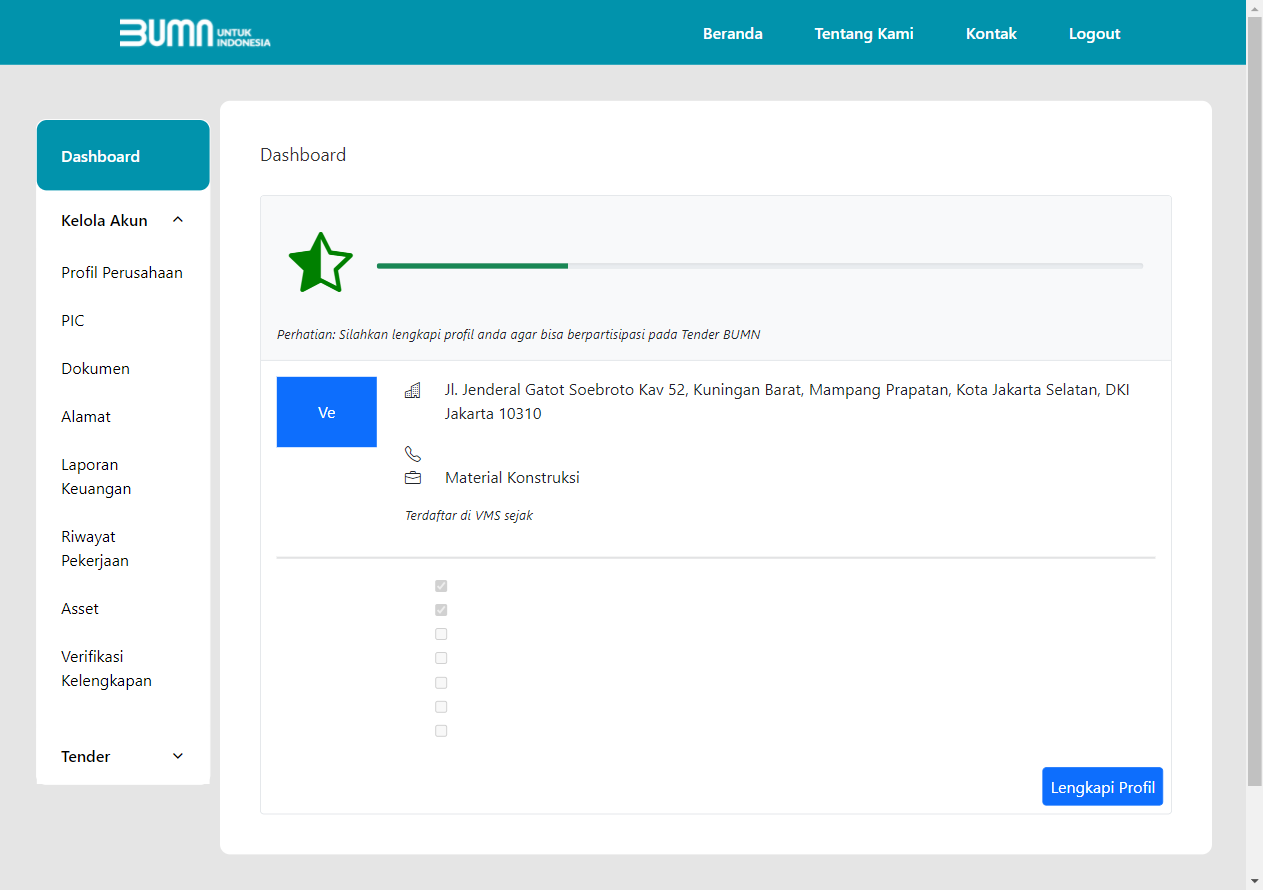 BUMN UNTUK INDONESIA
Beranda
Tentang Kami
Kontak
Logout
Dashboard
Kelola Akun
Profil Perusahaan
PIC
Dokumen
Alamat
Laporan
Keuangan
Riwayat
Pekerjaan
Asset
Verifikasi
Kelengkapan
Tender
Dashboard
Perhatian: Silahkan lengkapi profil anda agar bisa berpartisipasi pada Tender BUMN
Ve
Jl. Jenderal Gatot Soebroto Kav 52, Kuningan Barat, Mampang Prapatan, Kota Jakarta Selatan, DKI
Jakarta 10310
Material Konstruksi
Terdaftar di VMS sejak
Lengkapi Profil